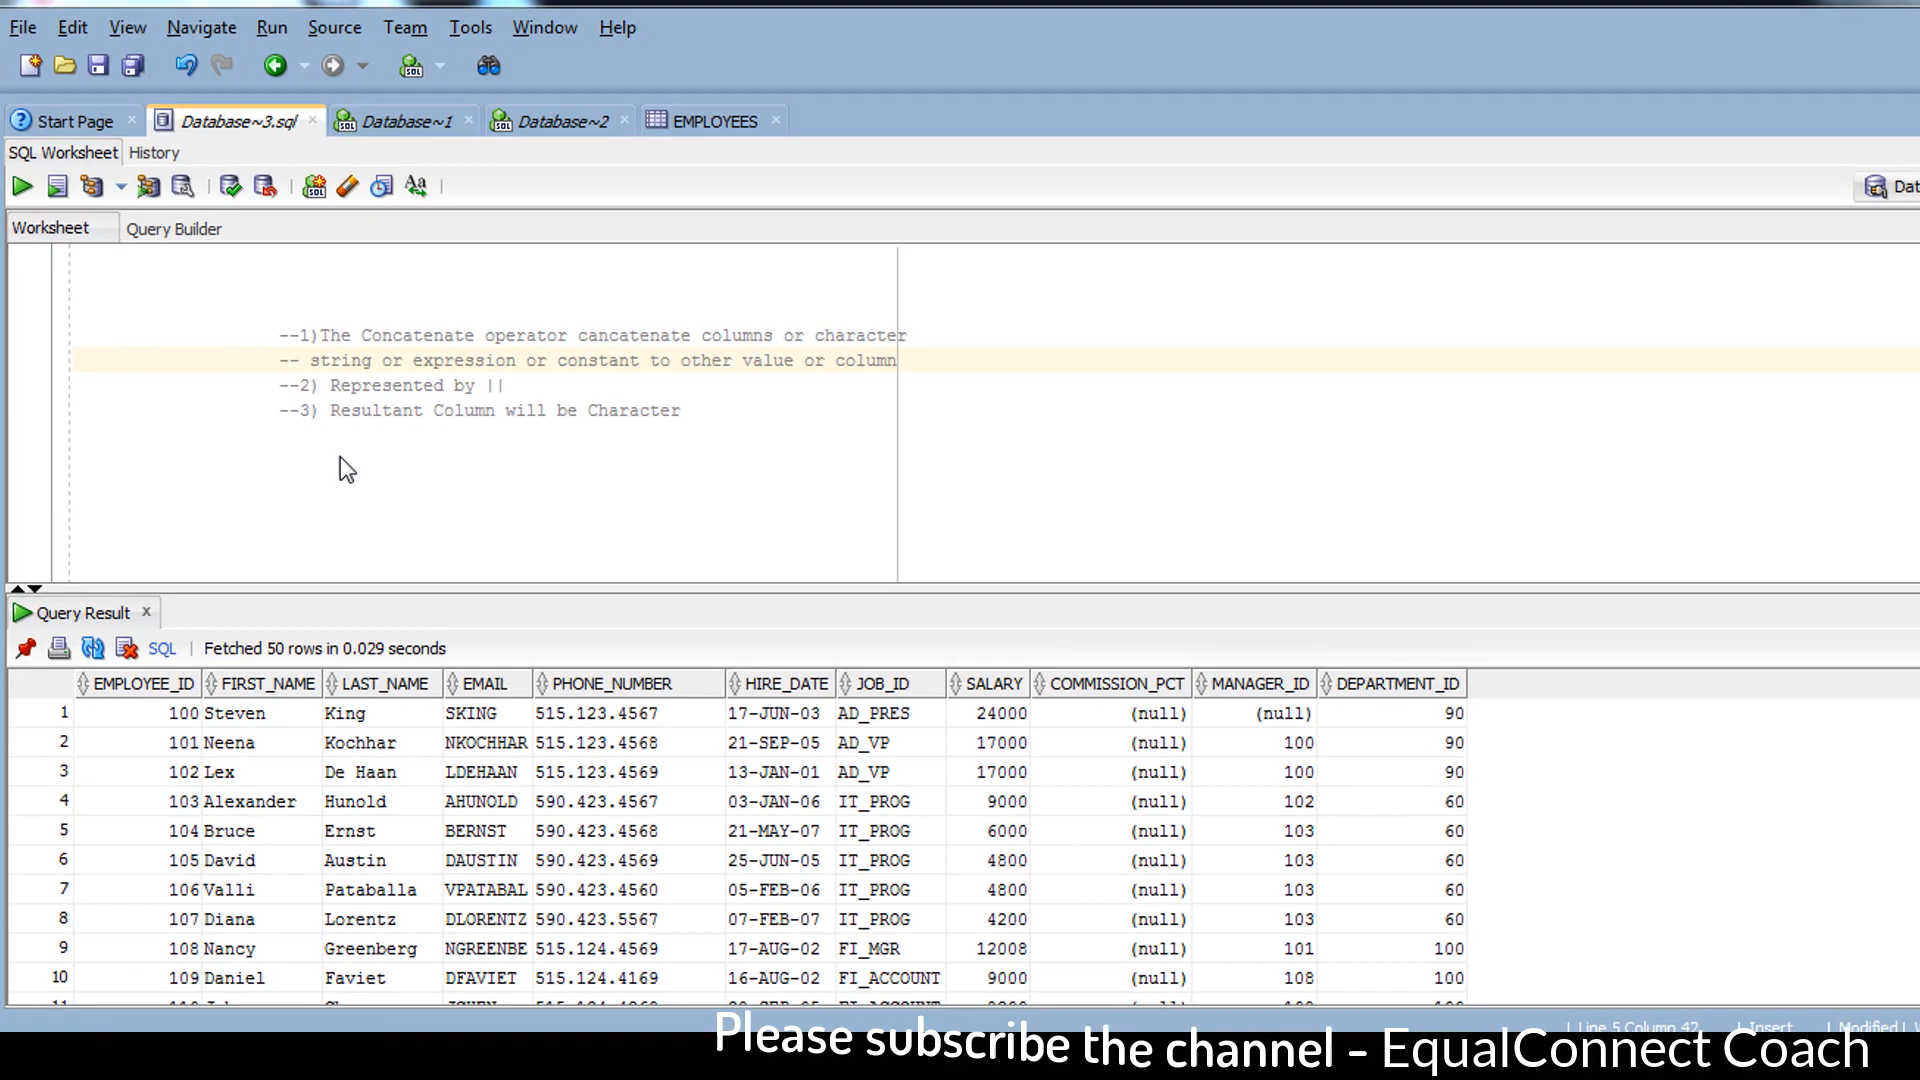 File Edit View Navigate Run Source Team Tools Window Help
Start Page Database~3.sql Database~1 Database~2 EMPLOYEES
SQL Worksheet History
Dat
Worksheet Query Builder
--1)The Concatenate operator cancatenate columns or character
-- string or expression or constant to other value or column
--2) Represented by ||
--3) Resultant Column will be Character
Query Result
SQL Fetched 50 rows in 0.029 seconds
EMPLOYEE_ID FIRST_NAME LAST_NAME EMAIL PHONE_NUMBER HIRE_DATE JOB_ID SALARY COMMISSION_PCT MANAGER_ID DEPARTMENT_ID
1 100 Steven King SKING 515.123.4567 17-JUN-03 AD_PRES 24000 (null) (null) 90
2 101 Neena Kochhar NKOCHHAR 515.123.4568 21-SEP-05 AD_VP 17000 (null) 100 90
3 102 Lex De Haan LDEHAAN 515.123.4569 13-JAN-01 AD_VP 17000 (null) 100 90
4 103 Alexander Hunold AHUNOLD 590.423.4567 03-JAN-06 IT_PROG 9000 (null) 102 60
5 104 Bruce Ernst BERNST 590.423.4568 21-MAY-07 IT_PROG 6000 (null) 103 60
6 105 David Austin DAUSTIN 590.423.4569 25-JUN-05 IT_PROG 4800 (null) 103 60
7 106 Valli Pataballa VPATABAL 590.423.4560 05-FEB-06 IT_PROG 4800 (null) 103 60
8 107 Diana Lorentz DLORENTZ 590.423.5567 07-FEB-07 IT_PROG 4200 (null) 103 60
9 108 Nancy Greenberg NGREENBE 515.124.4569 17-AUG-02 FI_MGR 12008 (null) 101 100
10 109 Daniel Faviet DFAVIET 515.124.4169 16-AUG-02 FI_ACCOUNT 9000 (null) 108 100
Line 5 Column 42 Insert Modified
Please subscribe the channel - EqualConnect Coach